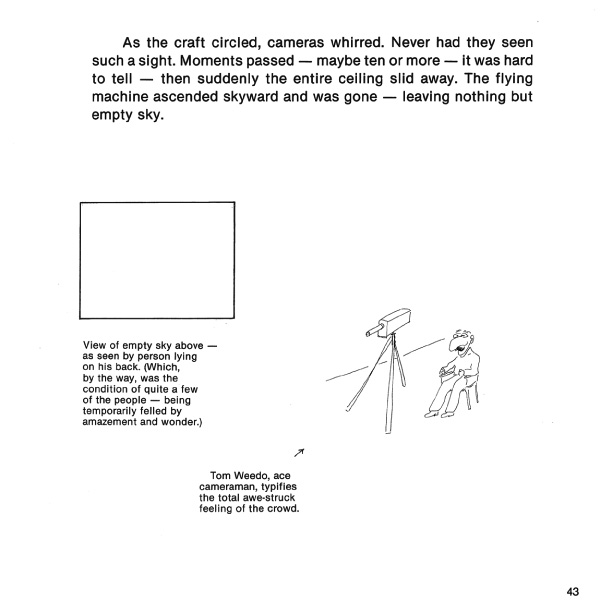 As the craft circled, cameras whirred. Never had they seen
such a sight. Moments passed — maybe ten or more — it was hard
to tell — then suddenly the entire ceiling slid away. The flying
machine ascended skyward and was gone — leaving nothing but
empty sky.
View of empty sky above —
as seen by person lying
on his back. (Which,
by the way, was the
condition of quite a few
of the people — being
temporarily felled by
amazement and wonder.)
Tom Weedo, ace
cameraman, typifies
the total awe-struck
feeling of the crowd.
43